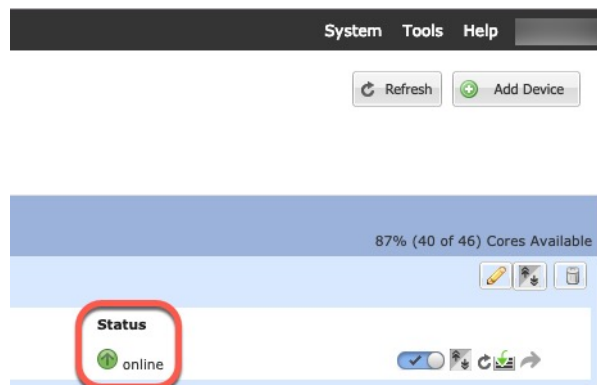 System Tools Help
Refresh Add Device
87% (40 of 46) Cores Available
Status
online